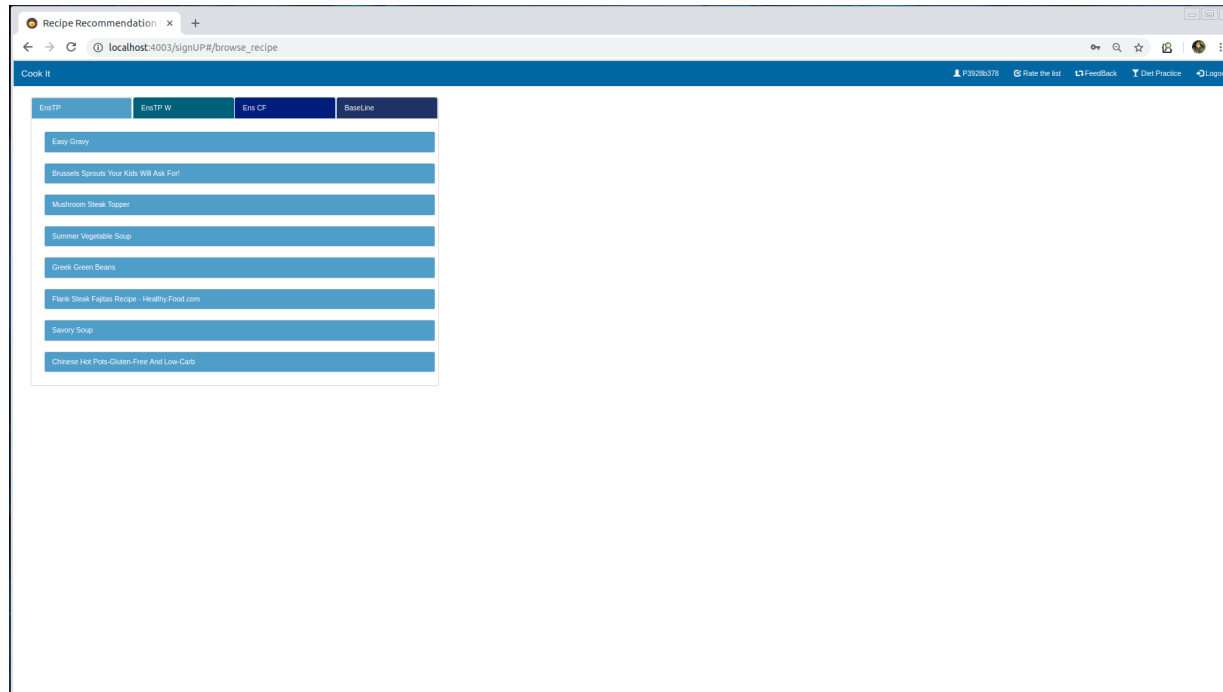 Recipe Recommendation
localhost:4003/signUP#/browse_recipe
Cook It P3928b378 Rate the list FeedBack Diet Practice
EnsTP EnsTP W Ens CF BaseLine
Easy Gravy
Brussels Sprouts Your Kids Will Ask For!
Mushroom Steak Topper
Summer Vegetable Soup
Greek Green Beans
Flank Steak Fajitas Recipe - Healthy.Food.com
Savory Soup
Chinese Hot Pots-Gluten-Free And Low-Carb